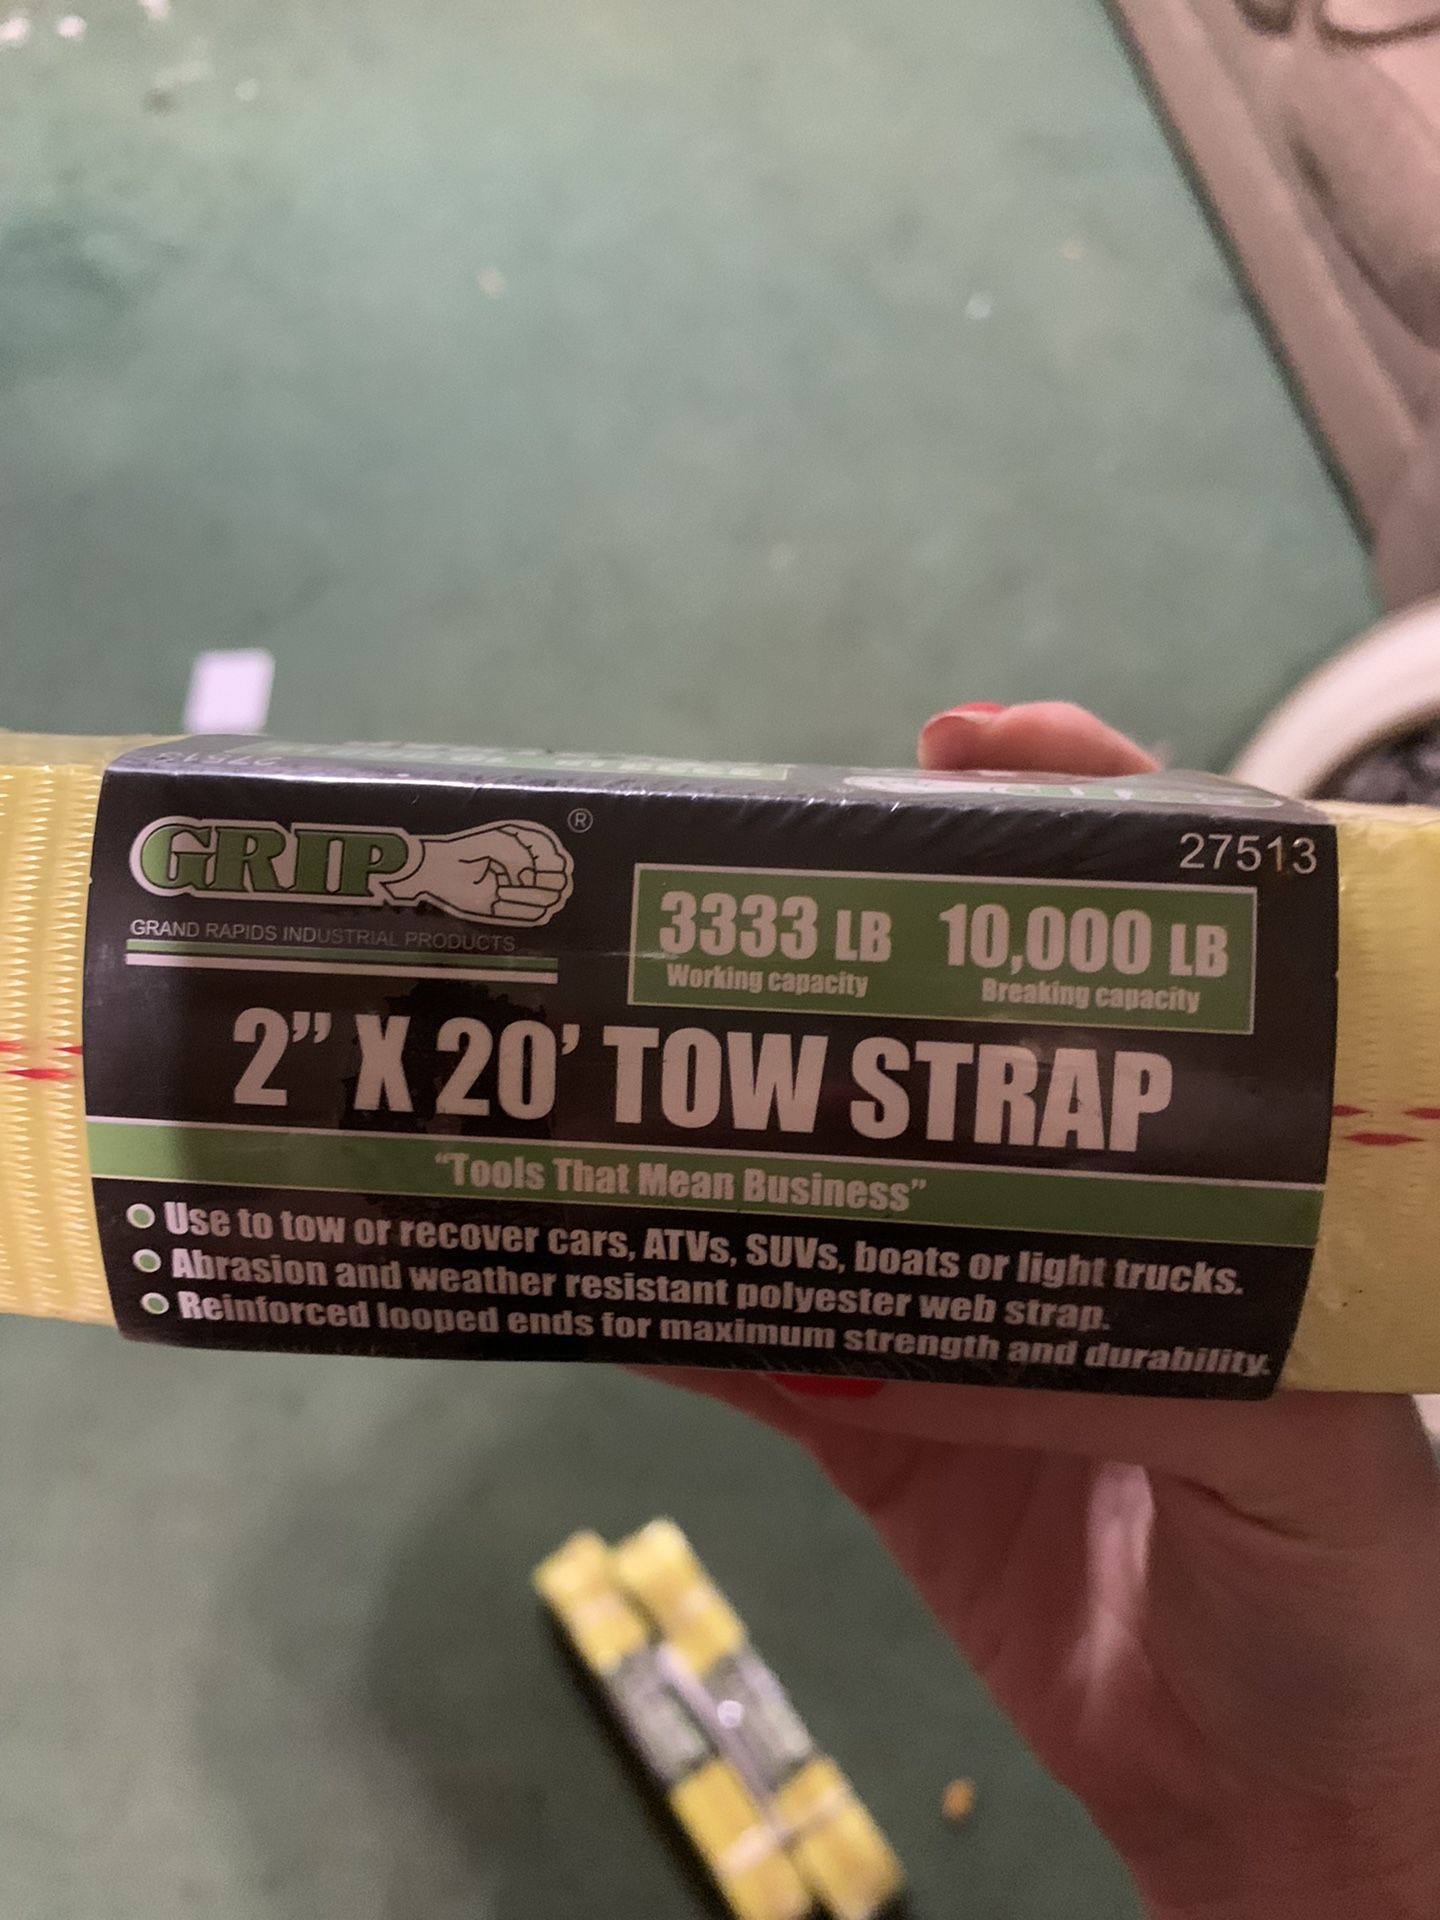 GRIP®
27513
GRAND RAPIDS INDUSTRIAL PRODUCTS
3333 LB 10,000 LB
Working capacity Breaking capacity
2” X 20’ TOW STRAP
“Tools That Mean Business”
Use to tow or recover cars, ATVs, SUVs, boats or light trucks.
Abrasion and weather resistant polyester web strap.
Reinforced looped ends for maximum strength and durability.